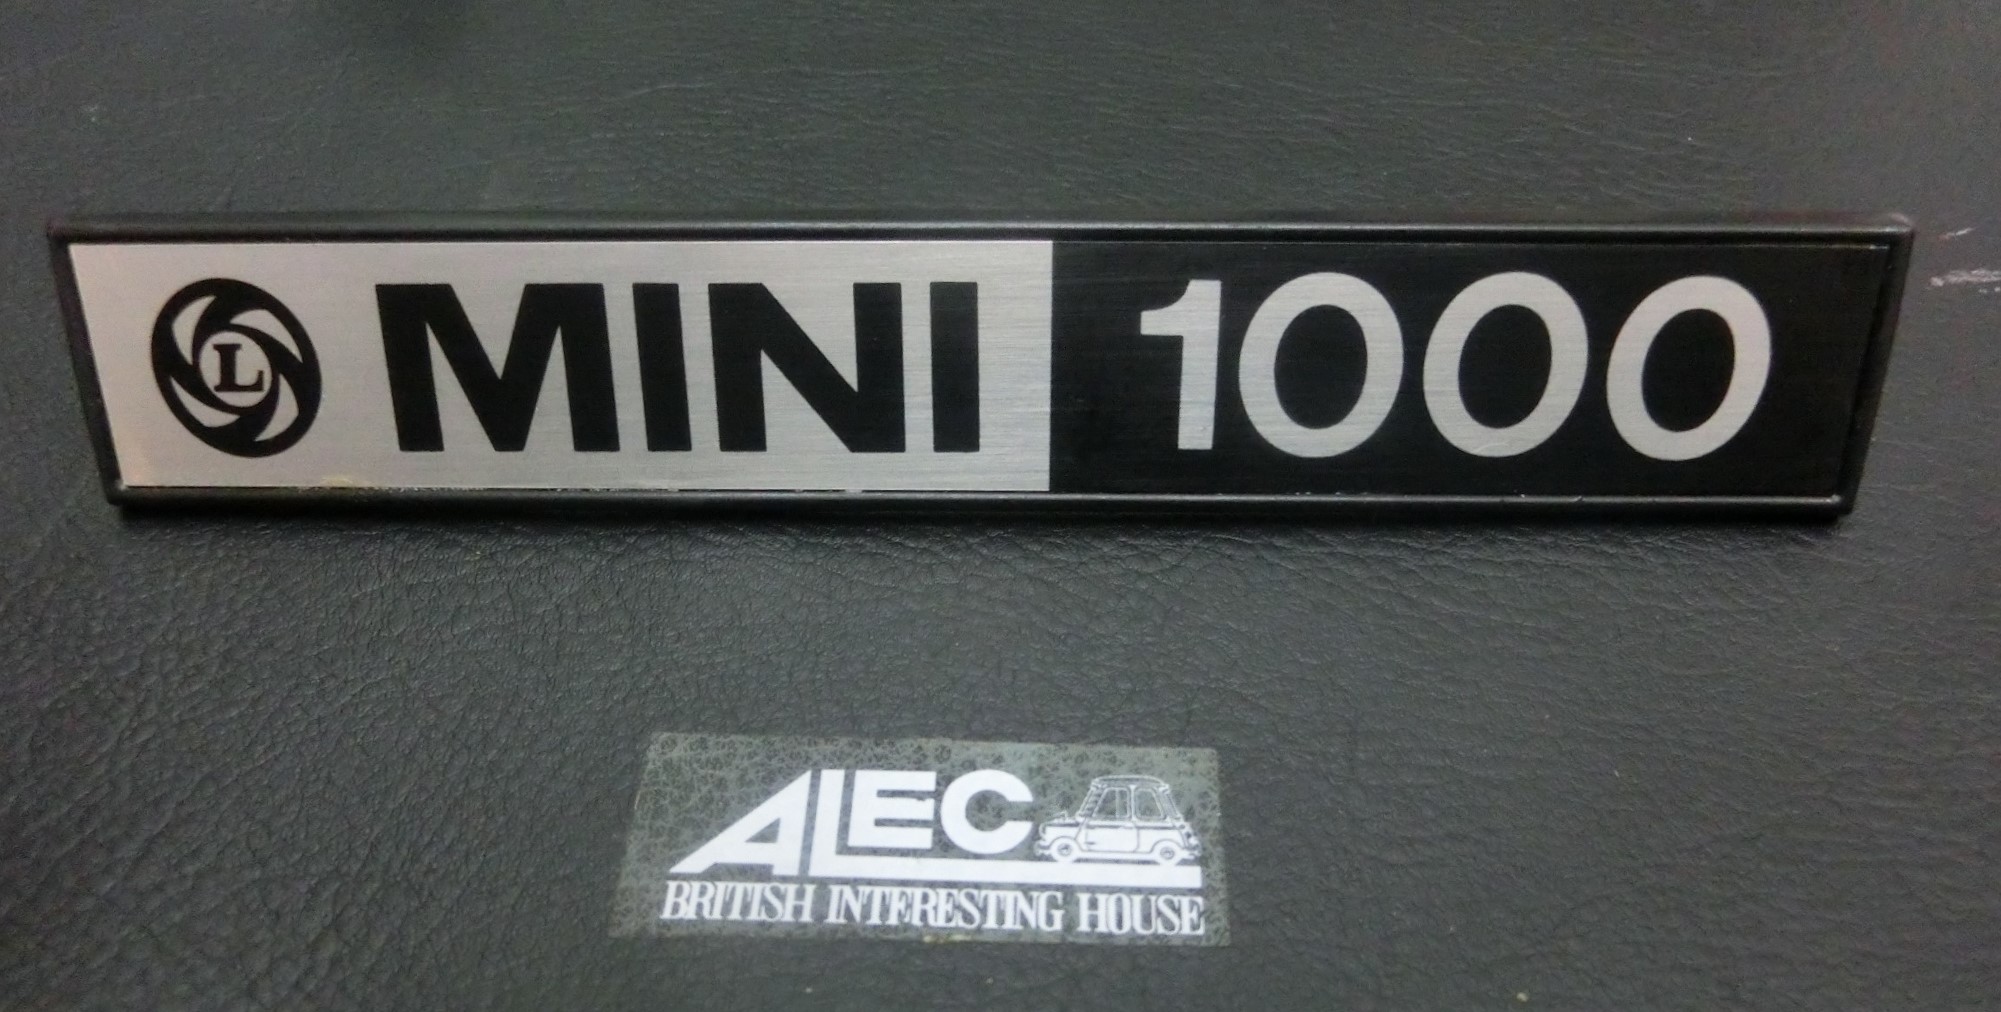 L MINI 1000
ALEC
BRITISH INTERESTING HOUSE